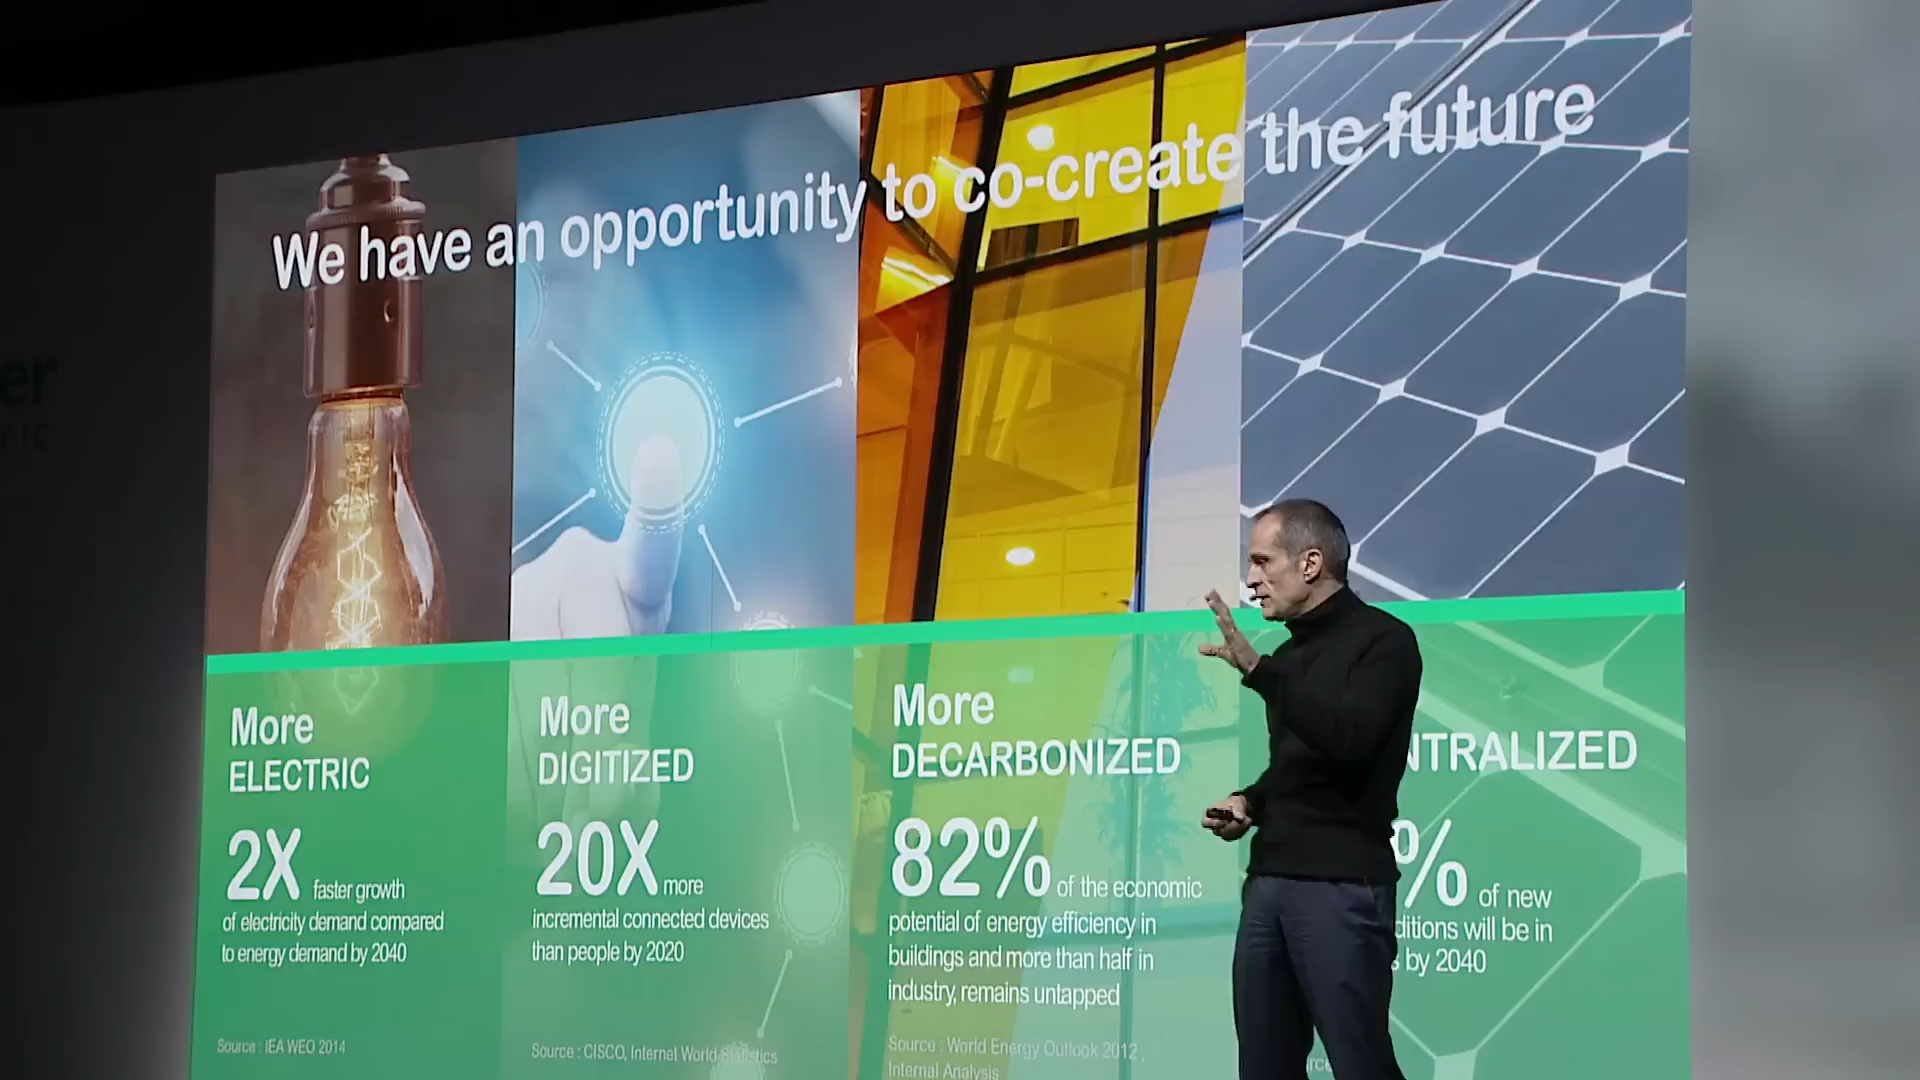 We have an opportunity to co-create the future
er
More
ELECTRIC
2X faster growth
of electricity demand compared
to energy demand by 2040
Source : IEA WEO 2014
More
DIGITIZED
20X more
incremental connected devices
than people by 2020
Source : CISCO, Internet World Statistics
More
DECARBONIZED
82% of the economic
potential of energy efficiency in
buildings and more than half in
industry, remains untapped
Source : World Energy Outlook 2012 ,
Internal Analysis
NTRALIZED
% of new
ditions will be in
s by 2040